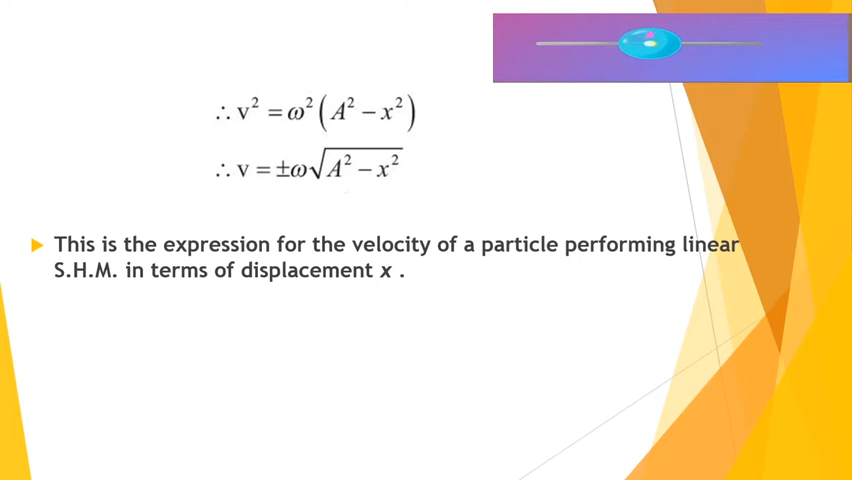 ∴ v² = ω² ( A² − x² )
∴ v = ±ω√(A² − x²)
This is the expression for the velocity of a particle performing linear
S.H.M. in terms of displacement x .